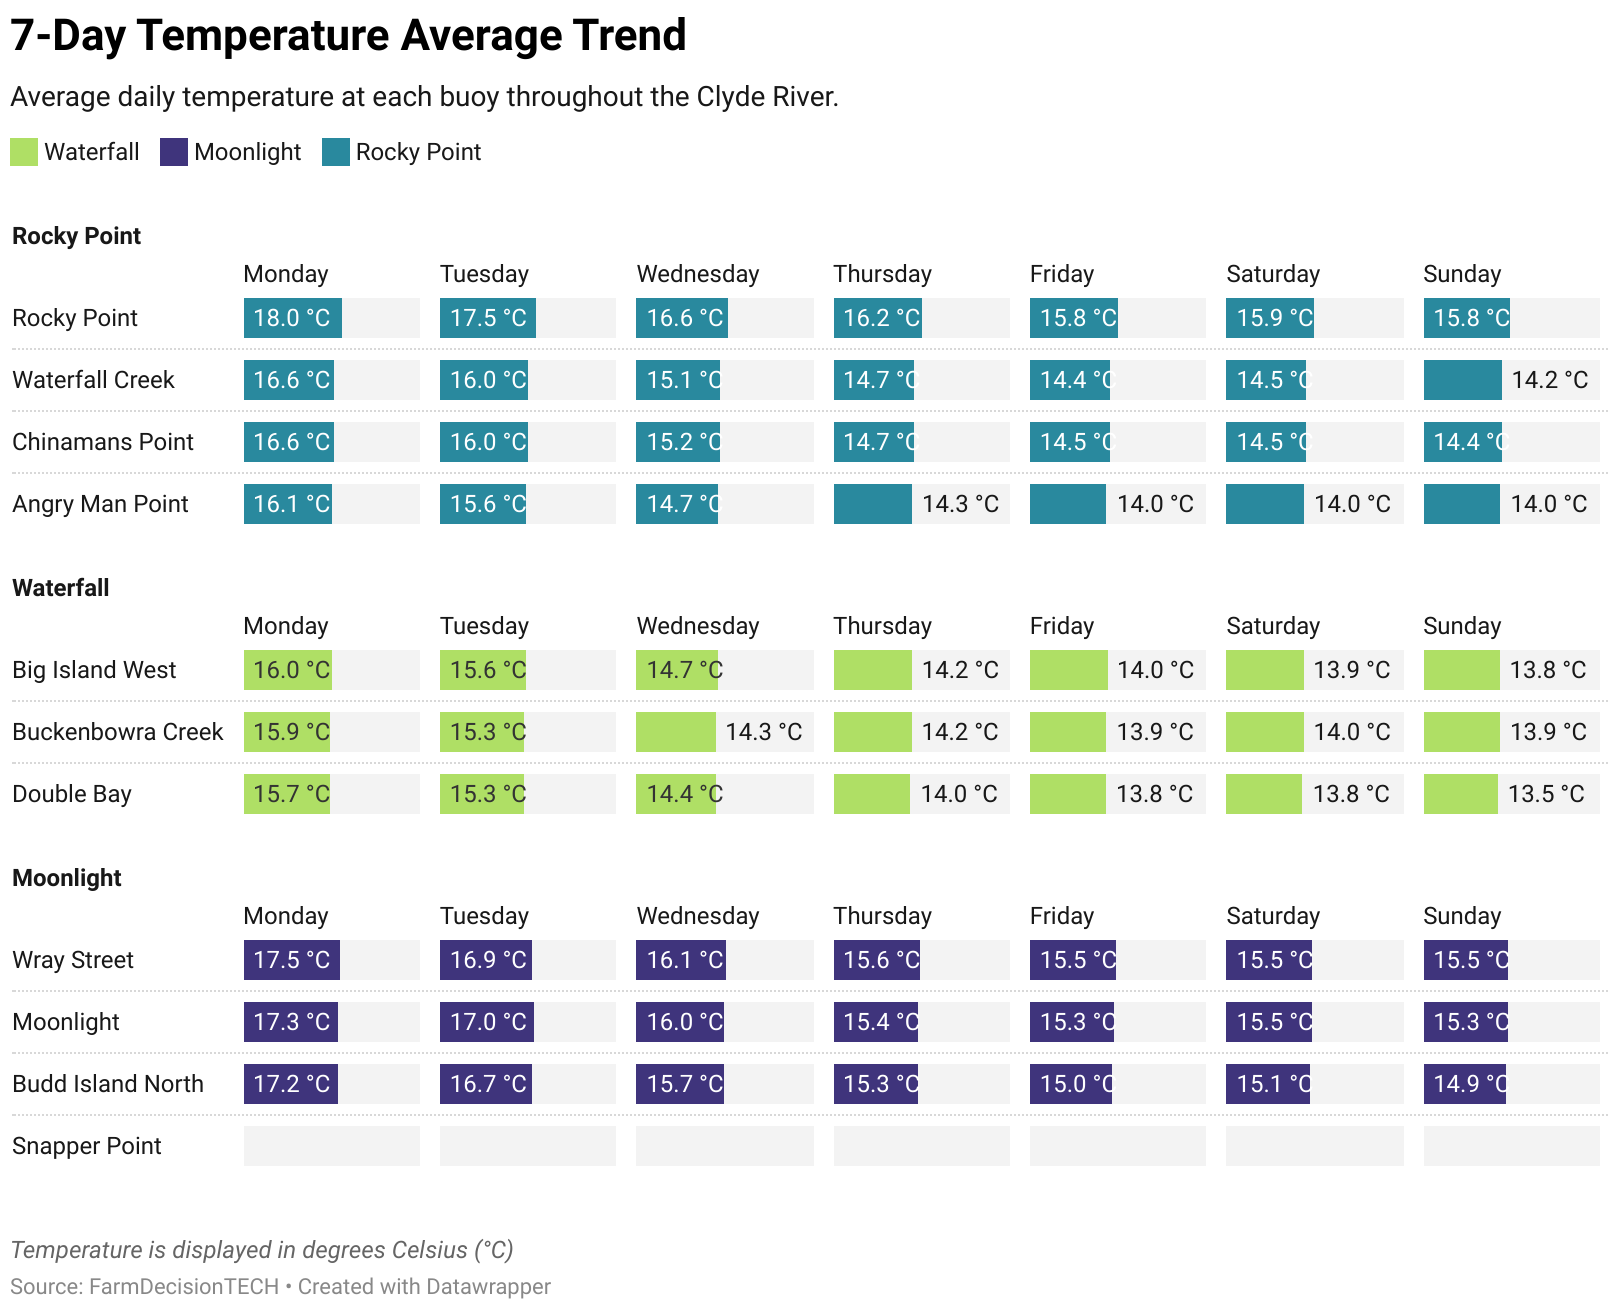 7-Day Temperature Average Trend
Average daily temperature at each buoy throughout the Clyde River.
Waterfall Moonlight Rocky Point
Rocky Point
Monday Tuesday Wednesday Thursday Friday Saturday Sunday
Rocky Point 18.0 °C 17.5 °C 16.6 °C 16.2 °C 15.8 °C 15.9 °C 15.8 °C
Waterfall Creek 16.6 °C 16.0 °C 15.1 °C 14.7 °C 14.4 °C 14.5 °C 14.2 °C
Chinamans Point 16.6 °C 16.0 °C 15.2 °C 14.7 °C 14.5 °C 14.5 °C 14.4 °C
Angry Man Point 16.1 °C 15.6 °C 14.7 °C 14.3 °C 14.0 °C 14.0 °C 14.0 °C
Waterfall
Monday Tuesday Wednesday Thursday Friday Saturday Sunday
Big Island West 16.0 °C 15.6 °C 14.7 °C 14.2 °C 14.0 °C 13.9 °C 13.8 °C
Buckenbowra Creek 15.9 °C 15.3 °C 14.3 °C 14.2 °C 13.9 °C 14.0 °C 13.9 °C
Double Bay 15.7 °C 15.3 °C 14.4 °C 14.0 °C 13.8 °C 13.8 °C 13.5 °C
Moonlight
Monday Tuesday Wednesday Thursday Friday Saturday Sunday
Wray Street 17.5 °C 16.9 °C 16.1 °C 15.6 °C 15.5 °C 15.5 °C 15.5 °C
Moonlight 17.3 °C 17.0 °C 16.0 °C 15.4 °C 15.3 °C 15.5 °C 15.3 °C
Budd Island North 17.2 °C 16.7 °C 15.7 °C 15.3 °C 15.0 °C 15.1 °C 14.9 °C
Snapper Point
Temperature is displayed in degrees Celsius (°C)
Source: FarmDecisionTECH • Created with Datawrapper